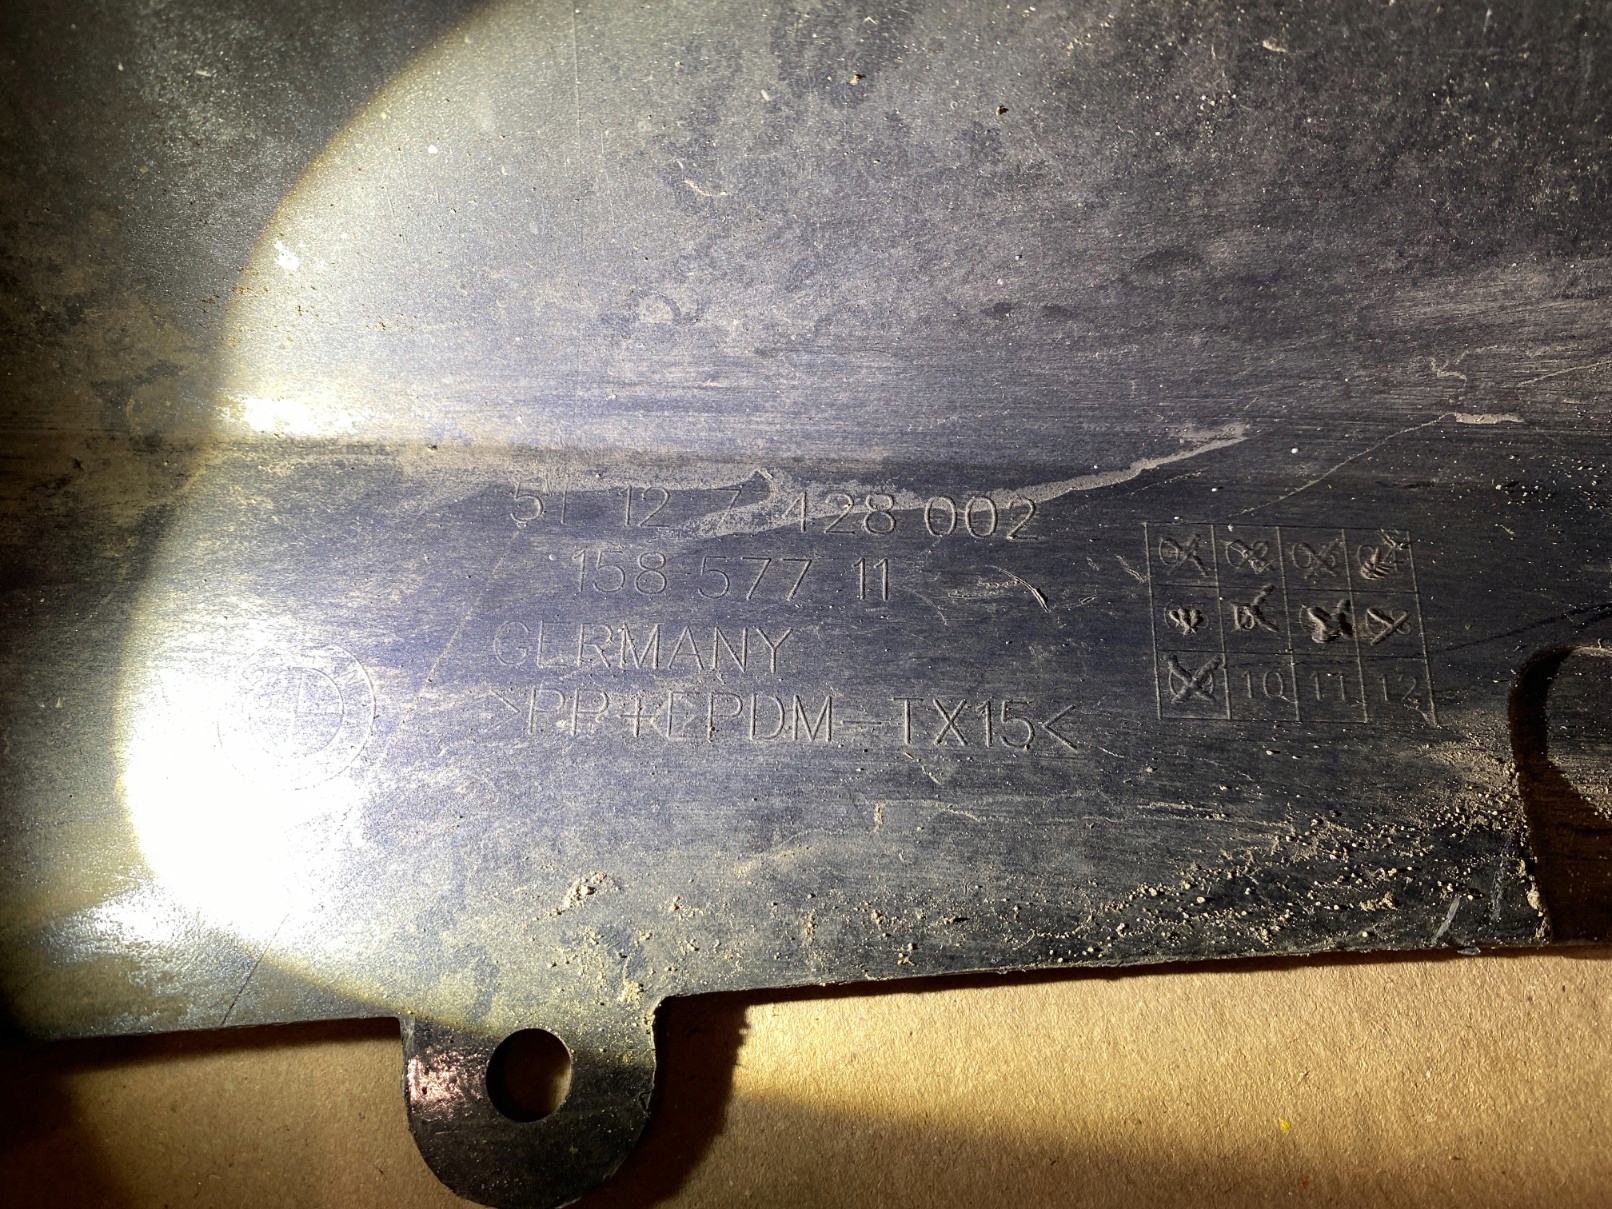 51 12 7 428 002
158 577 11
GERMANY
>PP+EPDM-TX15<
10 11 12